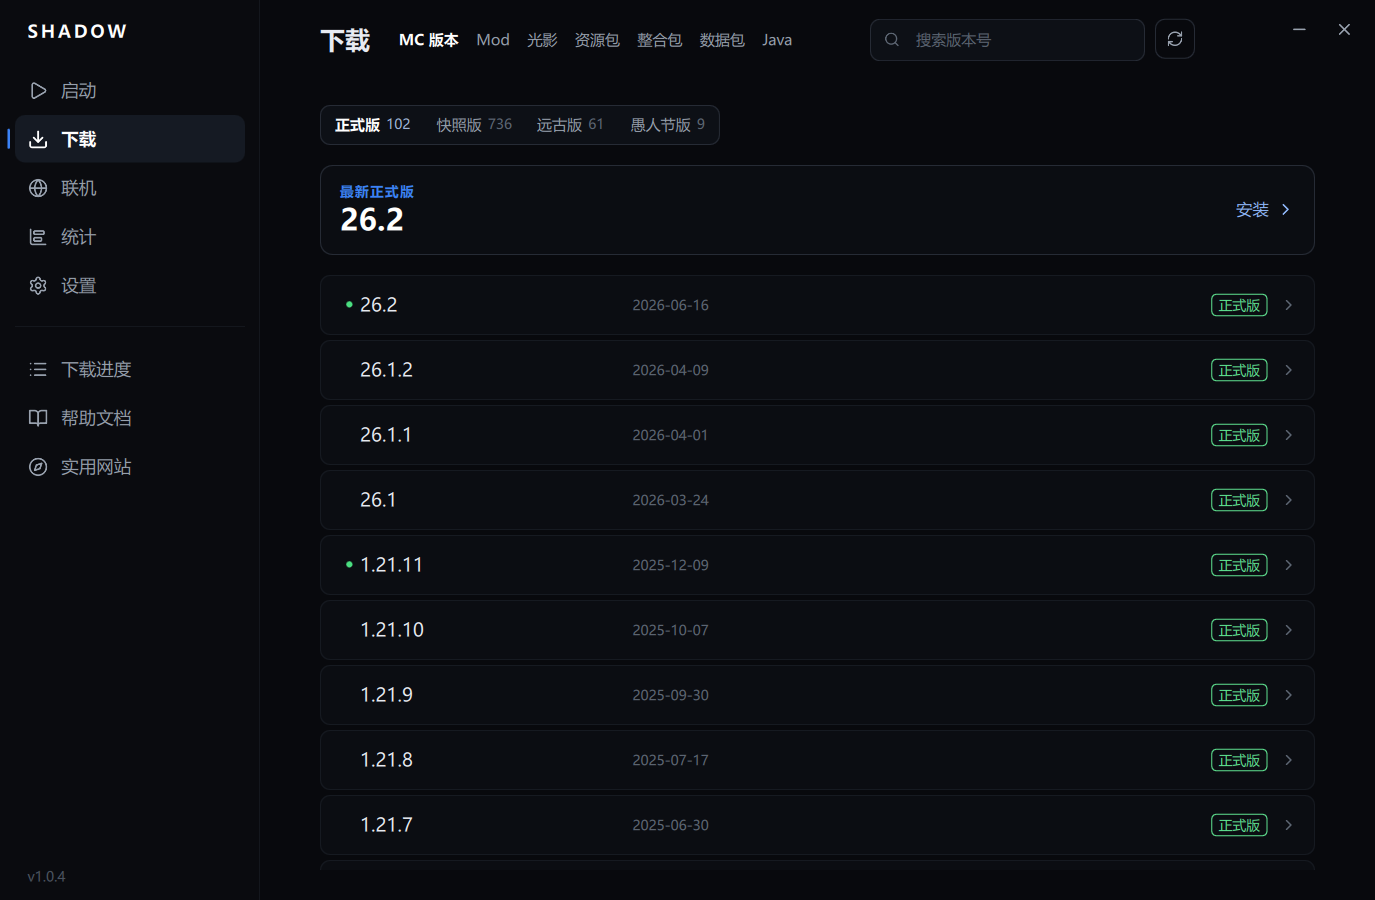 SHADOW
启动
下载
联机
统计
设置
下载进度
帮助文档
实用网站
v1.0.4
下载 MC 版本 Mod 光影 资源包 整合包 数据包 Java
搜索版本号
正式版 102 快照版 736 远古版 61 愚人节版 9
最新正式版
26.2
安装
26.2 2026-06-16 正式版
26.1.2 2026-04-09 正式版
26.1.1 2026-04-01 正式版
26.1 2026-03-24 正式版
1.21.11 2025-12-09 正式版
1.21.10 2025-10-07 正式版
1.21.9 2025-09-30 正式版
1.21.8 2025-07-17 正式版
1.21.7 2025-06-30 正式版